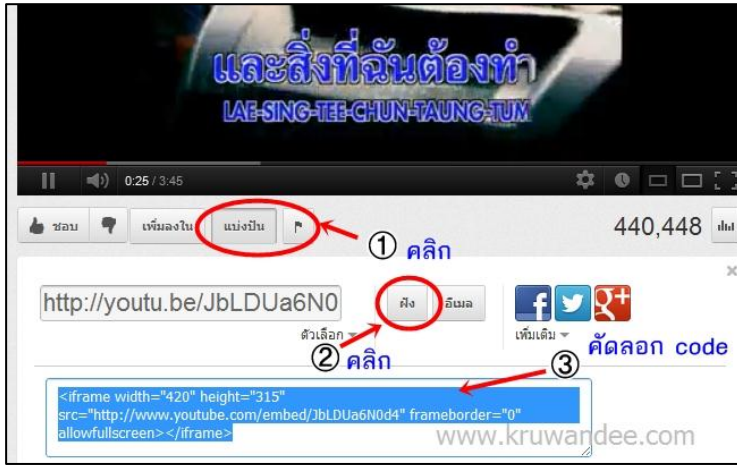 และสิ่งที่ฉันต้องทำ
LAE-SING-TEE-CHUN-TAUNG-TUM
0:25 / 3:45
ชอบ เพิ่มลงใน แบ่งปัน 440,448
① คลิก
http://youtu.be/JbLDUa6N0 ฝัง อีเมล
ตัวเลือก เพิ่มเติม
② คลิก ③ คัดลอก code
<iframe width="420" height="315"
src="http://www.youtube.com/embed/JbLDUa6N0d4" frameborder="0"
allowfullscreen></iframe>
www.kruwandee.com